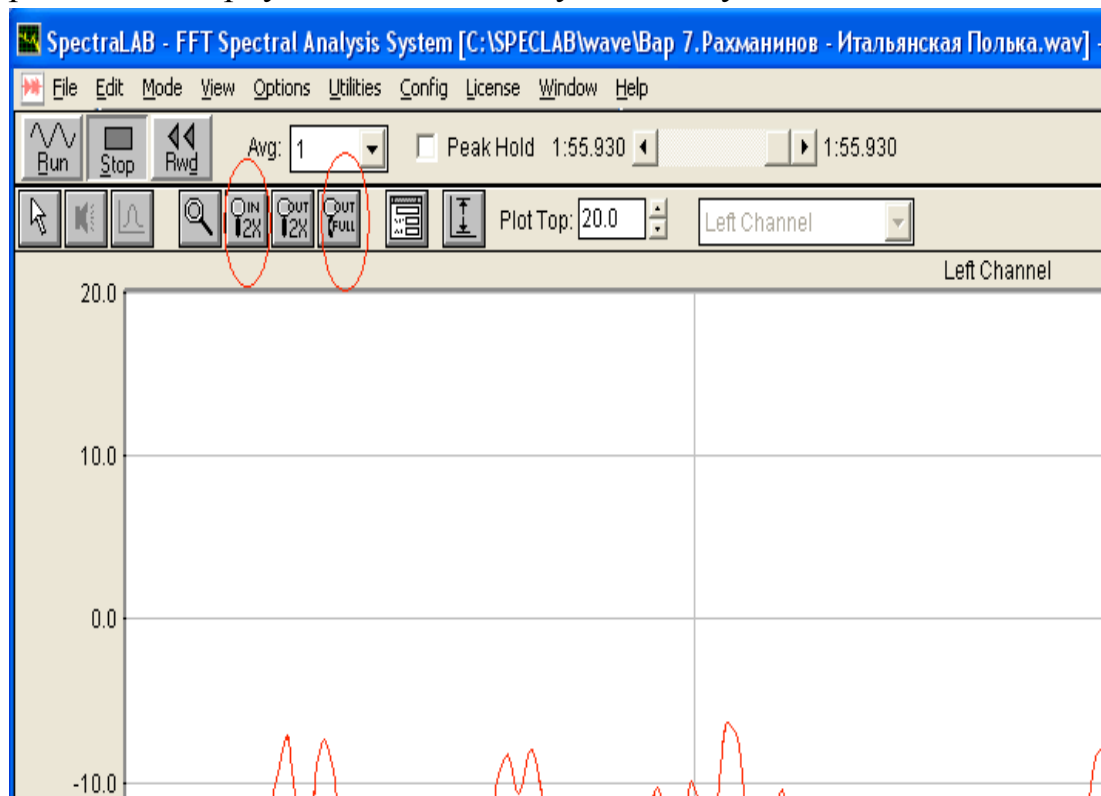 SpectraLAB - FFT Spectral Analysis System [C:\SPECLAB\wave\Вар 7.Рахманинов - Итальянская Полька.wav] -
File Edit Mode View Options Utilities Config License Window Help
Run Stop Rwd Avg: 1 Peak Hold 1:55.930 1:55.930
IN 2X OUT 2X OUT FULL Plot Top: 20.0 Left Channel
Left Channel
20.0
10.0
0.0
-10.0